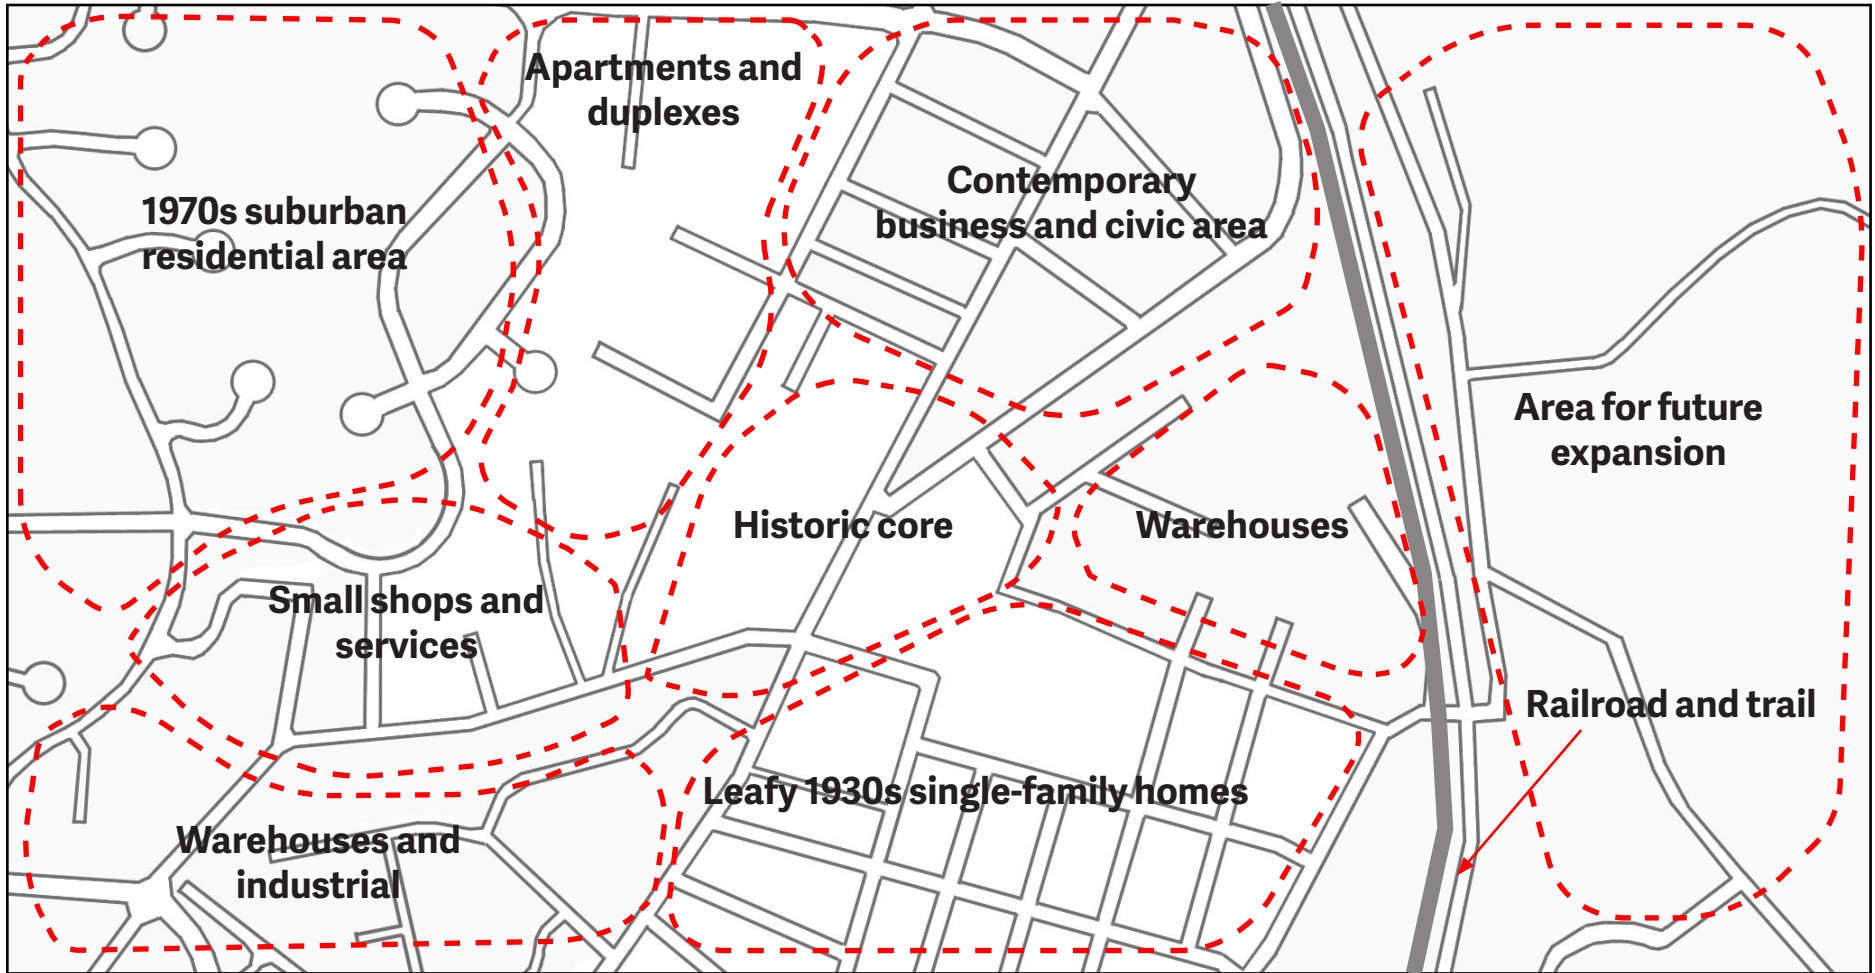 Apartments and
duplexes
1970s suburban
residential area
Contemporary
business and civic area
Area for future
expansion
Historic core
Warehouses
Small shops and
services
Railroad and trail
Leafy 1930s single-family homes
Warehouses and
industrial